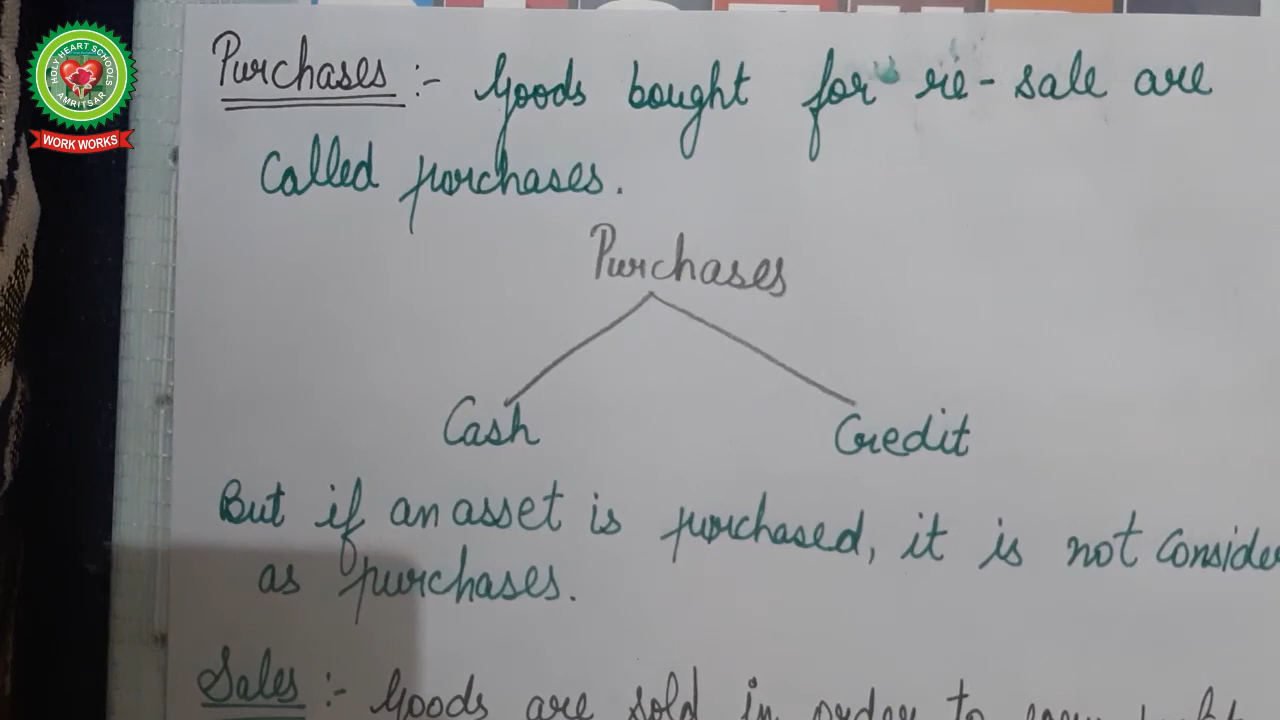 HOLY HEART SCHOOLS
AMRITSAR
WORK WORKS
Purchases :- Goods bought for re-sale are
Called purchases.
Purchases
Cash Credit
But if an asset is purchased, it is not Conside
as purchases.
Sales :- Goods are sold in order to